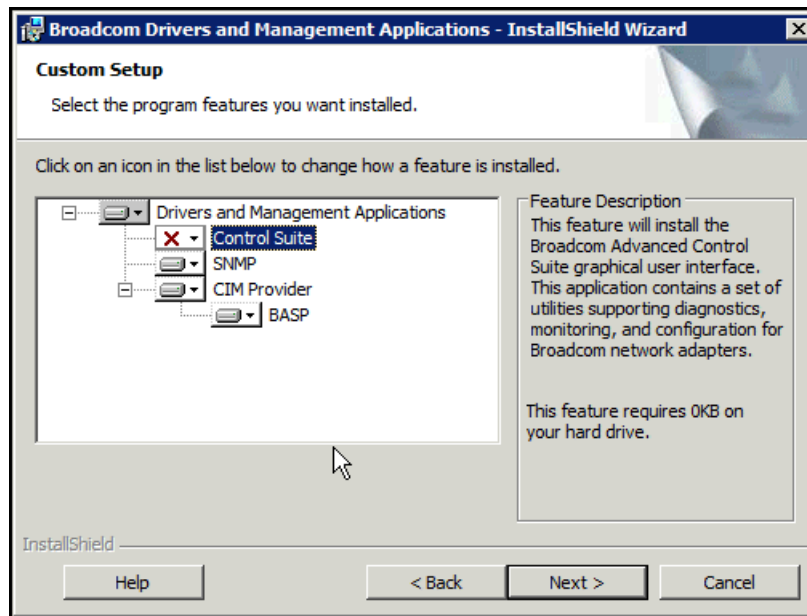 Broadcom Drivers and Management Applications - InstallShield Wizard
Custom Setup
Select the program features you want installed.
Click on an icon in the list below to change how a feature is installed.
Drivers and Management Applications
Control Suite
SNMP
CIM Provider
BASP
Feature Description
This feature will install the
Broadcom Advanced Control
Suite graphical user interface.
This application contains a set of
utilities supporting diagnostics,
monitoring, and configuration for
Broadcom network adapters.
This feature requires 0KB on
your hard drive.
InstallShield
Help
< Back
Next >
Cancel